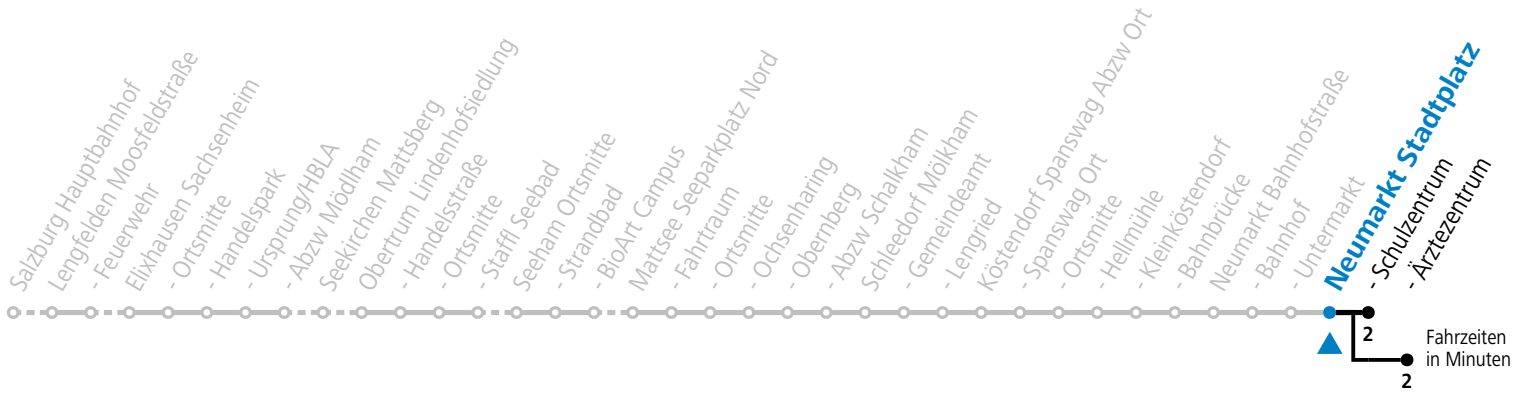 Salzburg Hauptbahnhof
Lengfelden Moosfeldstraße
- Feuerwehr
Elixhausen Sachsenheim
- Ortsmitte
- Handelspark
- Ursprung/HBLA
- Abzw Mödlham
Seekirchen Mattsberg
Obertrum Lindenhofsiedlung
- Handelsstraße
- Ortsmitte
- Staffl Seebad
Seeham Ortsmitte
- Strandbad
- BioArt Campus
Mattsee Seeparkplatz Nord
- Fahrtraum
- Ortsmitte
- Ochsenharing
- Obernberg
- Abzw Schalkham
Schleedorf Mölkham
- Gemeindeamt
- Lengried
Köstendorf Spanswag Abzw Ort
- Spanswag Ort
- Ortsmitte
- Hellmühle
- Kleinköstendorf
- Bahnbrücke
Neumarkt Bahnhofstraße
- Bahnhof
- Untermarkt
Neumarkt Stadtplatz
- Schulzentrum
- Ärztezentrum
2
2
Fahrzeiten
in Minuten